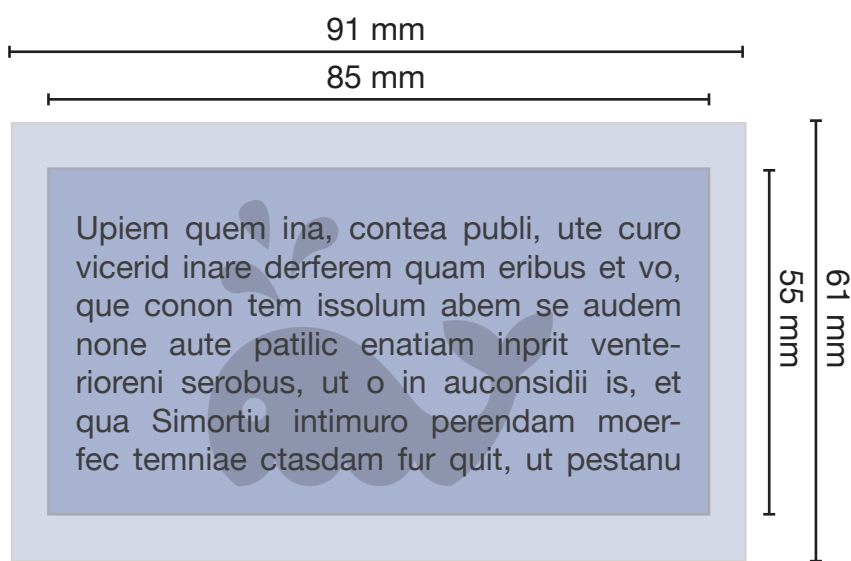 91 mm
85 mm
Upiem quem ina, contea publi, ute curo
vicerid inare derferem quam eribus et vo,
que conon tem issolum abem se audem
none aute patilic enatiam inprit vente-
rioreni serobus, ut o in auconsidii is, et
qua Simortiu intimuro perendam moer-
fec temniae ctasdam fur quit, ut pestanu
55 mm
61 mm